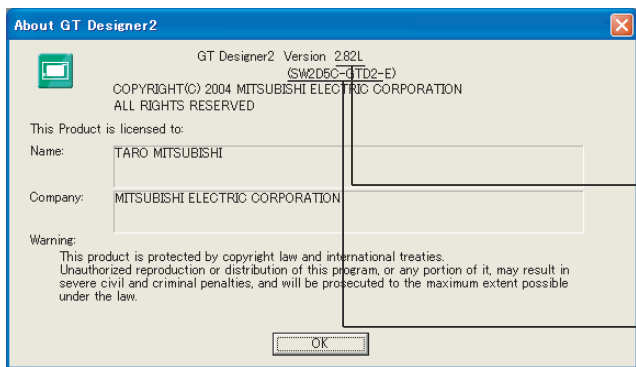 About GT Designer2
GT Designer2 Version 2.82L
(SW2D5C-GTD2-E)
COPYRIGHT(C) 2004 MITSUBISHI ELECTRIC CORPORATION
ALL RIGHTS RESERVED
This Product is licensed to:
Name: TARO MITSUBISHI
Company: MITSUBISHI ELECTRIC CORPORATION
Warning:
This product is protected by copyright law and international treaties.
Unauthorized reproduction or distribution of this program, or any portion of it, may result in
severe civil and criminal penalties, and will be prosecuted to the maximum extent possible
under the law.
OK